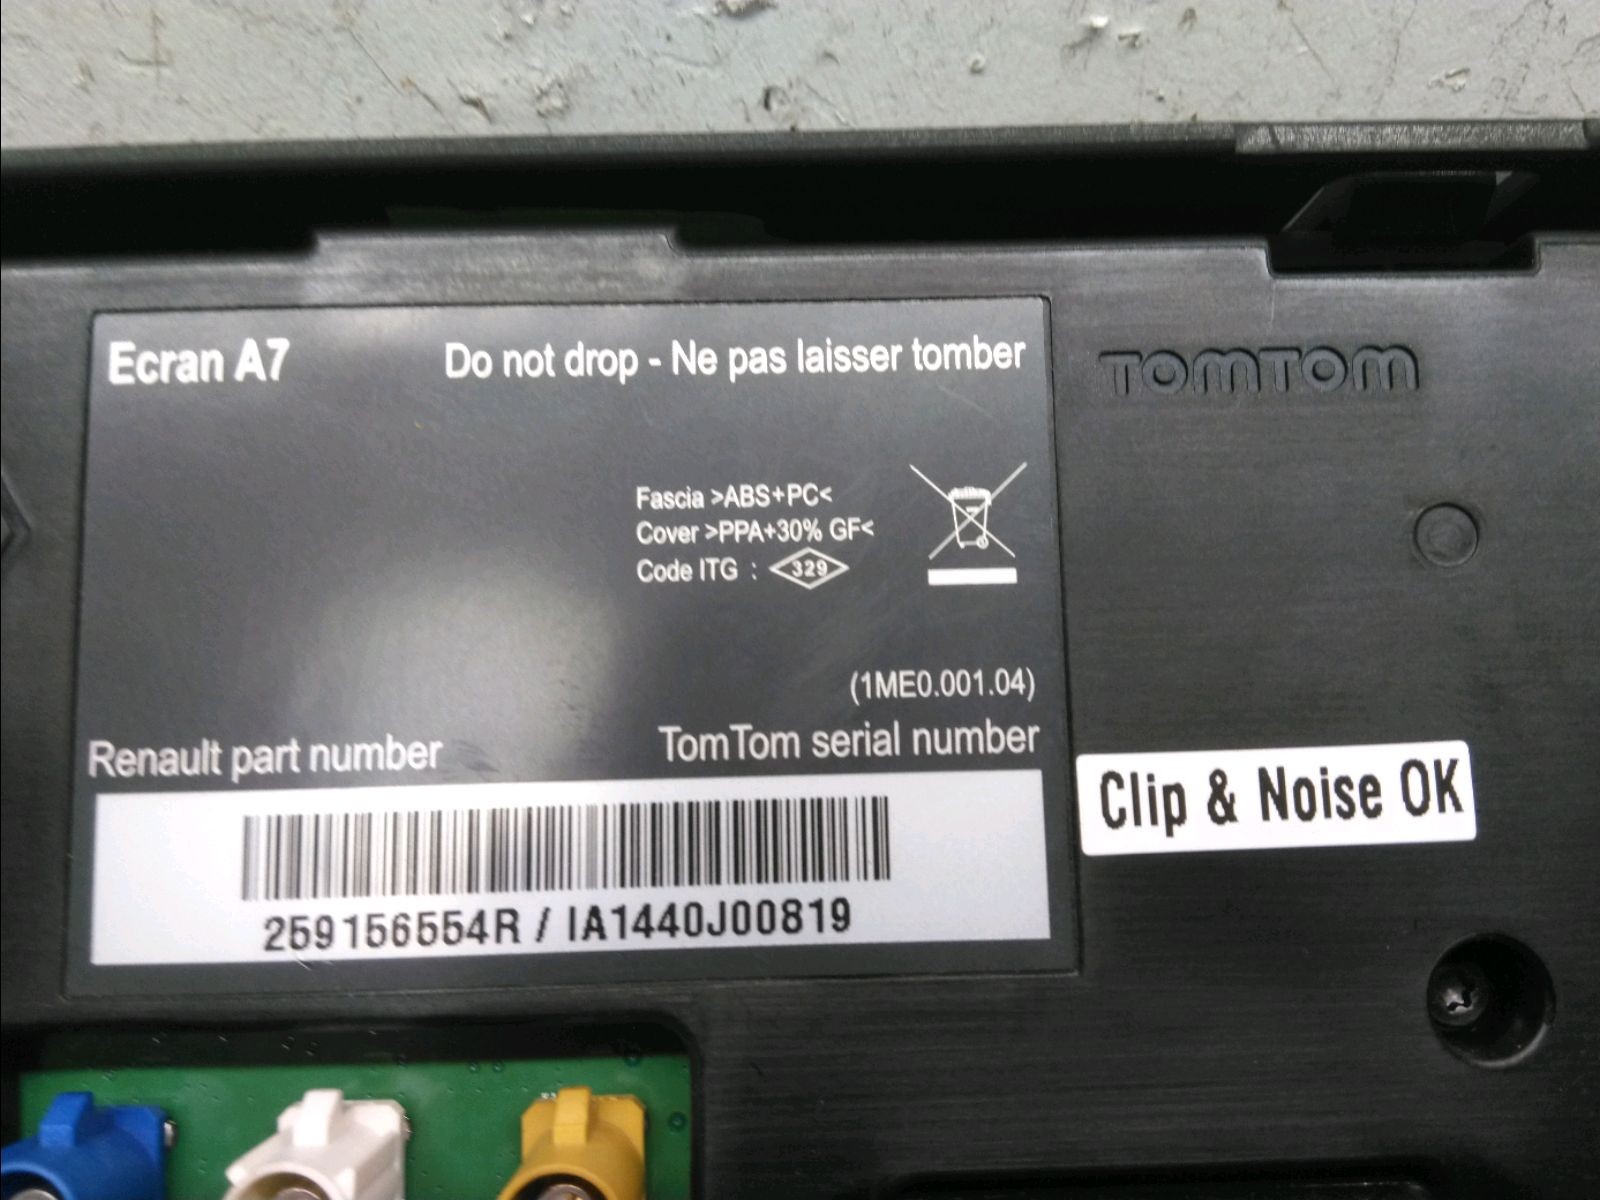 Ecran A7
Do not drop - Ne pas laisser tomber
TOMTOM
Fascia >ABS+PC<
Cover >PPA+30% GF<
Code ITG : 329
(1ME0.001.04)
Renault part number
TomTom serial number
Clip & Noise OK
259156554R / IA1440J00819